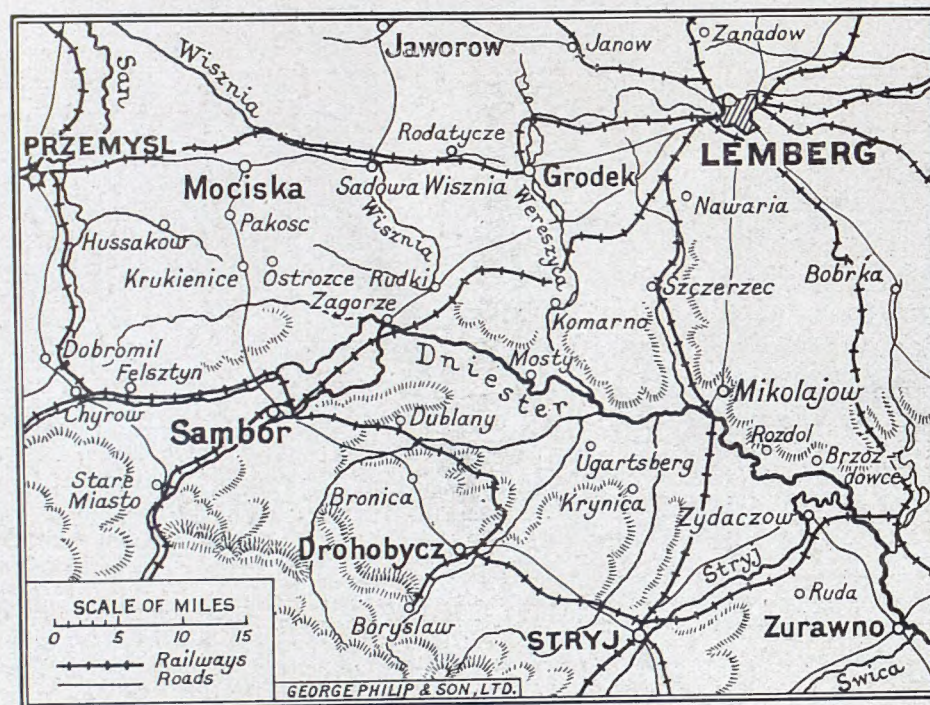 Wisznia
San
Jaworow
Janow
Zanadow
PRZEMYSL
Rodatycze
LEMBERG
Mociska
Sadowa Wisznia
Grodek
Wisznia
Wereszyca
Nawaria
Pakosc
Hussakow
Krukienice
Ostrozce
Rudki
Zagorze
Szczerzec
Bobrka
Komarno
Dobromil
Felsztyn
Chyrow
Dniester
Mosty
Mikolajow
Sambor
Dublany
Rozdol
Brzoz-
dowce
Ugartsberg
Stare
Miasto
Bronica
Krynica
Zydaczow
Drohobycz
Stryj
Ruda
Boryslaw
STRYJ
Zurawno
Swica
SCALE OF MILES
0 5 10 15
Railways
Roads
GEORGE PHILIP & SON, LTD.